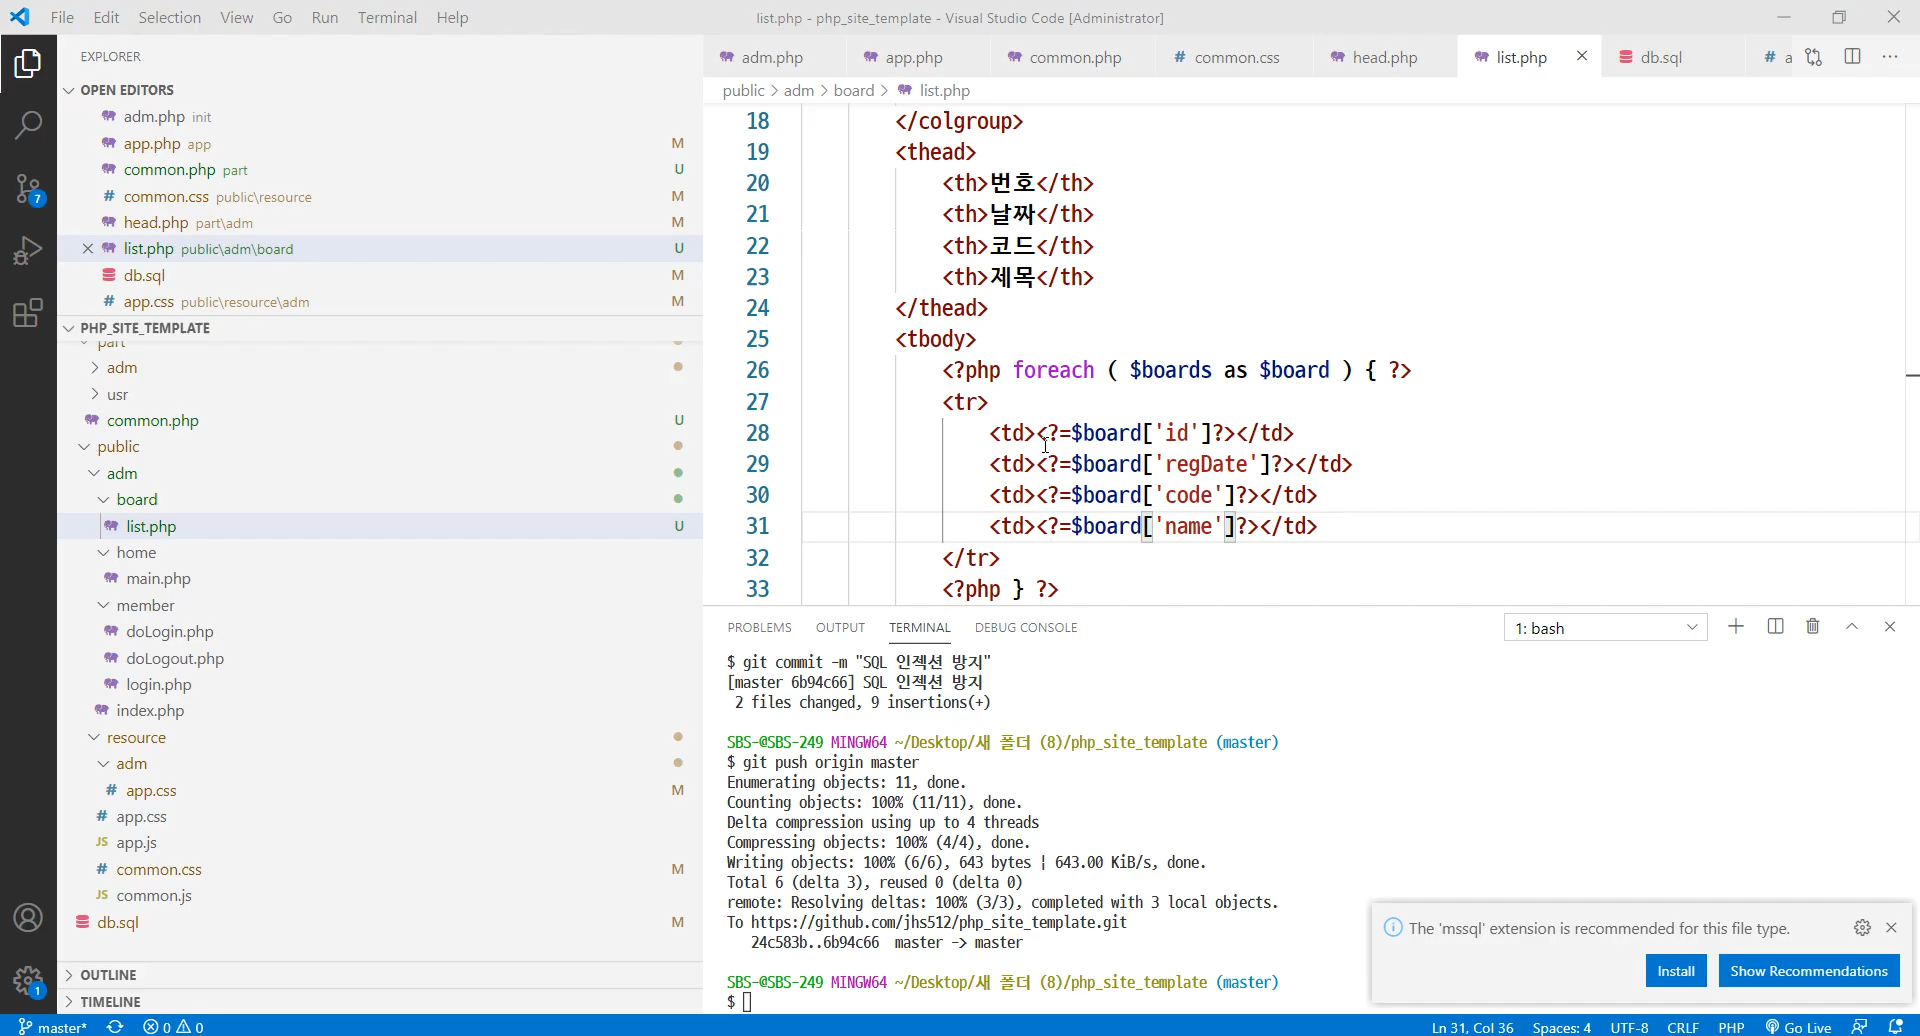 File Edit Selection View Go Run Terminal Help
list.php - php_site_template - Visual Studio Code [Administrator]
EXPLORER
OPEN EDITORS
adm.php init
app.php app M
common.php part U
common.css public\resource M
head.php part\adm M
list.php public\adm\board U
db.sql M
app.css public\resource\adm M
PHP_SITE_TEMPLATE
part
adm
usr
common.php U
public
adm
board
list.php U
home
main.php
member
doLogin.php
doLogout.php
login.php
index.php
resource
adm
app.css M
app.css
app.js
common.css M
common.js
db.sql M
OUTLINE
TIMELINE
7
1
adm.php app.php common.php common.css head.php list.php db.sql a
public > adm > board > list.php
18 </colgroup>
19 <thead>
20 <th>번호</th>
21 <th>날짜</th>
22 <th>코드</th>
23 <th>제목</th>
24 </thead>
25 <tbody>
26 <?php foreach ( $boards as $board ) { ?>
27 <tr>
28 <td><?=$board['id']?></td>
29 <td><?=$board['regDate']?></td>
30 <td><?=$board['code']?></td>
31 <td><?=$board['name']?></td>
32 </tr>
33 <?php } ?>
PROBLEMS OUTPUT TERMINAL DEBUG CONSOLE 1: bash
$ git commit -m "SQL 인젝션 방지"
[master 6b94c66] SQL 인젝션 방지
2 files changed, 9 insertions(+)
SBS-@SBS-249 MINGW64 ~/Desktop/새 폴더 (8)/php_site_template (master)
$ git push origin master
Enumerating objects: 11, done.
Counting objects: 100% (11/11), done.
Delta compression using up to 4 threads
Compressing objects: 100% (4/4), done.
Writing objects: 100% (6/6), 643 bytes | 643.00 KiB/s, done.
Total 6 (delta 3), reused 0 (delta 0)
remote: Resolving deltas: 100% (3/3), completed with 3 local objects.
To https://github.com/jhs512/php_site_template.git
24c583b..6b94c66 master -> master
SBS-@SBS-249 MINGW64 ~/Desktop/새 폴더 (8)/php_site_template (master)
$
The 'mssql' extension is recommended for this file type.
Install Show Recommendations
master* 0 0 Ln 31, Col 36 Spaces: 4 UTF-8 CRLF PHP Go Live